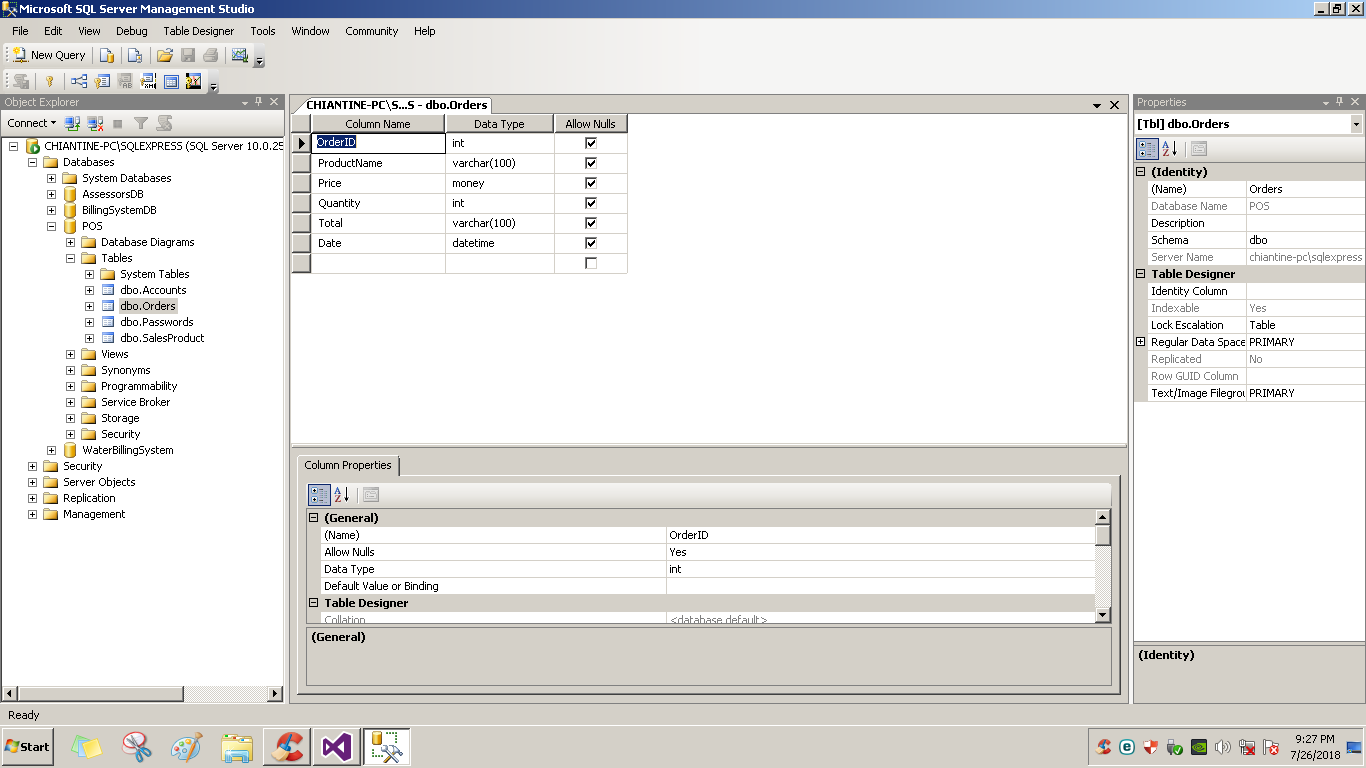 Microsoft SQL Server Management Studio
File Edit View Debug Table Designer Tools Window Community Help
New Query
Object Explorer
Connect
CHIANTINE-PC\SQLEXPRESS (SQL Server 10.0.25
Databases
System Databases
AssessorsDB
BillingSystemDB
POS
Database Diagrams
Tables
System Tables
dbo.Accounts
dbo.Orders
dbo.Passwords
dbo.SalesProduct
Views
Synonyms
Programmability
Service Broker
Storage
Security
WaterBillingSystem
Security
Server Objects
Replication
Management
CHIANTINE-PC\S...S - dbo.Orders
Column Name Data Type Allow Nulls
OrderID int
ProductName varchar(100)
Price money
Quantity int
Total varchar(100)
Date datetime
Column Properties
(General)
(Name) OrderID
Allow Nulls Yes
Data Type int
Default Value or Binding
Table Designer
Collation <database default>
(General)
Properties
[Tbl] dbo.Orders
(Identity)
(Name) Orders
Database Name POS
Description
Schema dbo
Server Name chiantine-pc\sqlexpress
Table Designer
Identity Column
Indexable Yes
Lock Escalation Table
Regular Data Space PRIMARY
Replicated No
Row GUID Column
Text/Image Filegrou PRIMARY
(Identity)
Ready
Start
9:27 PM
7/26/2018